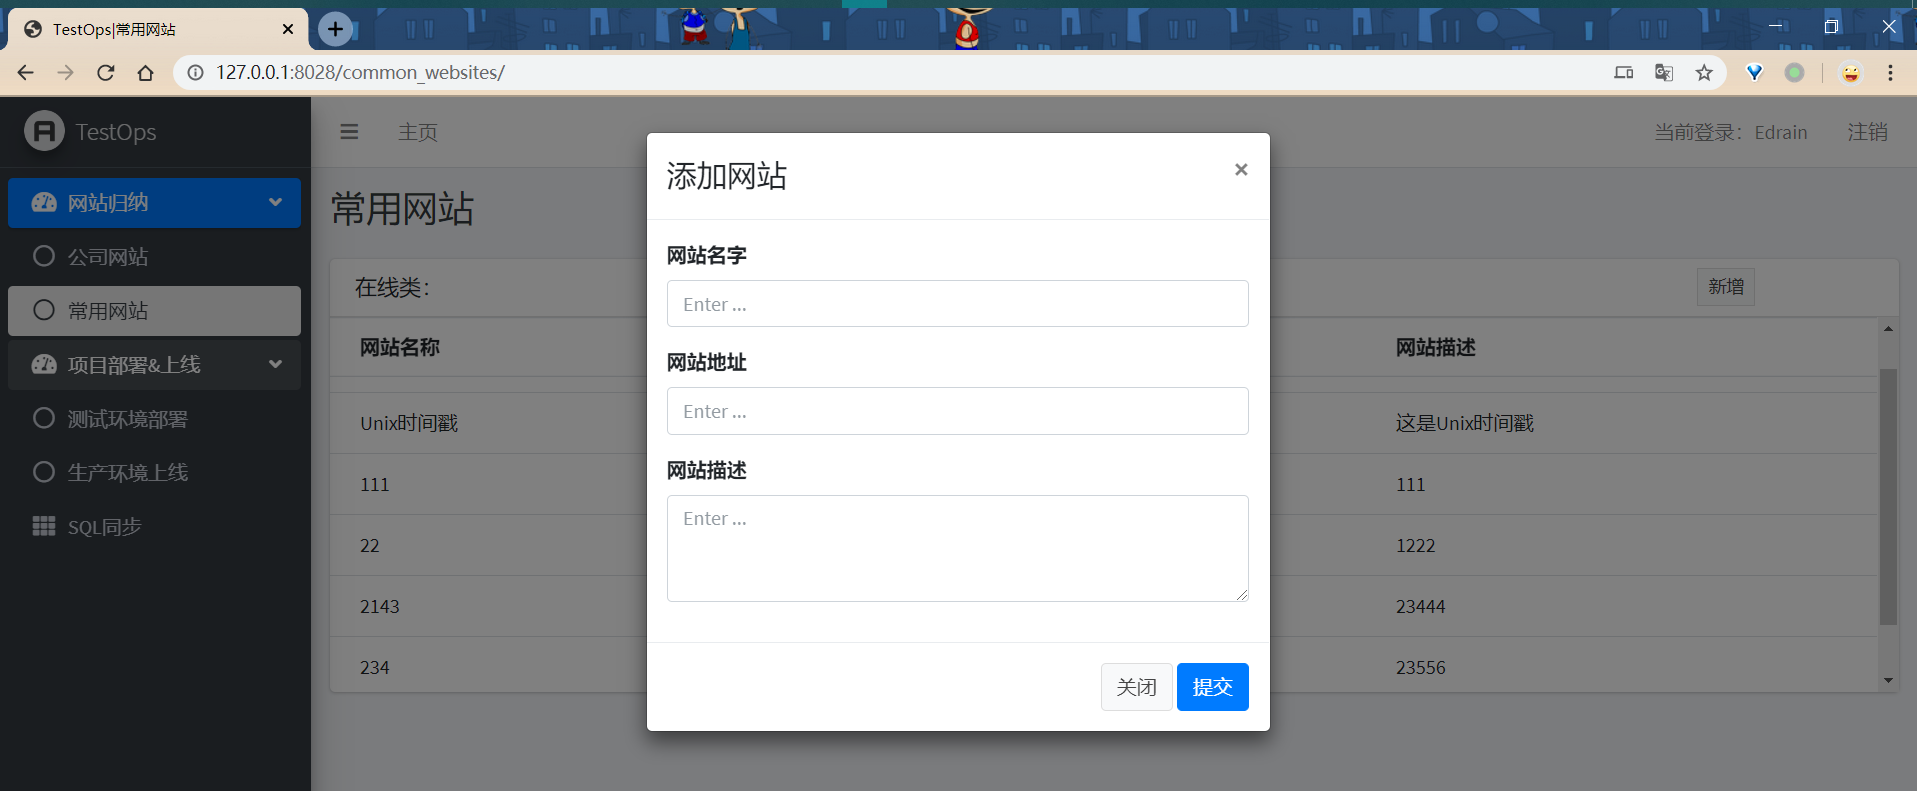 TestOps|常用网站
127.0.0.1:8028/common_websites/
TestOps
主页
当前登录：Edrain
注销
网站归纳
公司网站
常用网站
项目部署&上线
测试环境部署
生产环境上线
SQL同步
常用网站
在线类：
新增
网站名称
网站描述
Unix时间戳
这是Unix时间戳
111
111
22
1222
2143
23444
234
23556
添加网站
×
网站名字
Enter ...
网站地址
Enter ...
网站描述
Enter ...
关闭
提交